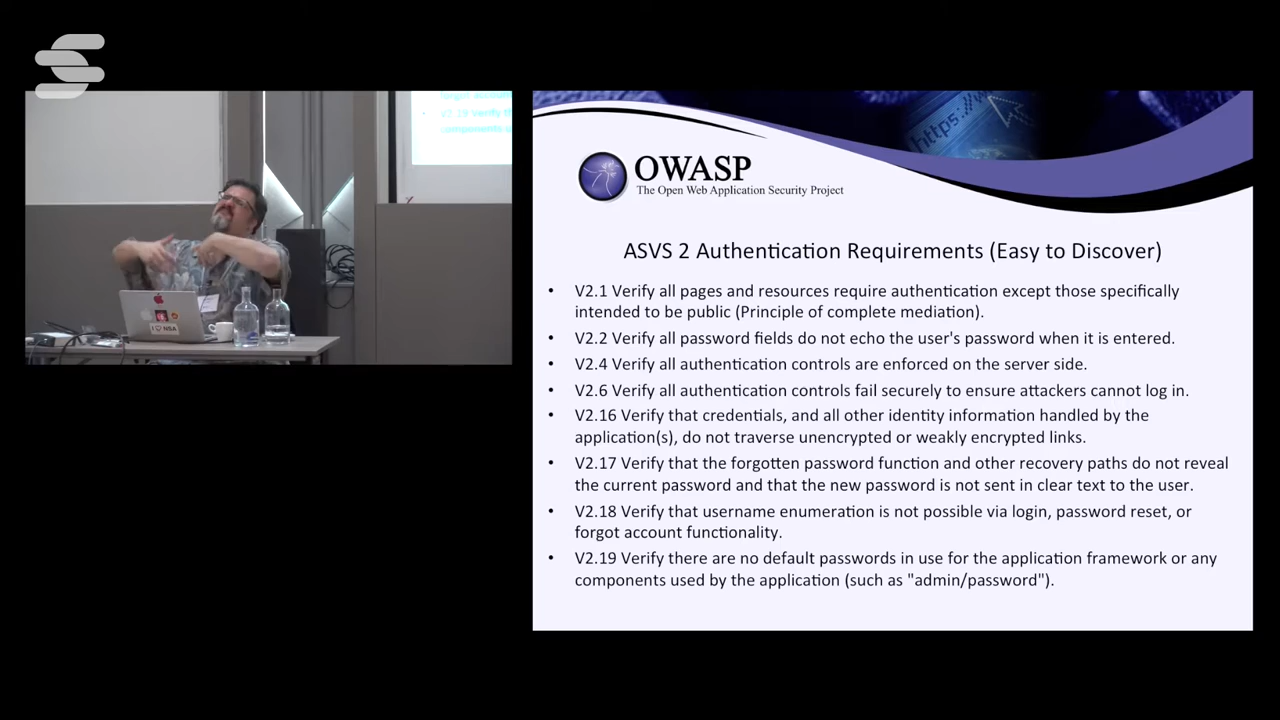 V2.19 Verify th
components u
I NSA
https://
OWASP
The Open Web Application Security Project
ASVS 2 Authentication Requirements (Easy to Discover)
• V2.1 Verify all pages and resources require authentication except those specifically
intended to be public (Principle of complete mediation).
• V2.2 Verify all password fields do not echo the user's password when it is entered.
• V2.4 Verify all authentication controls are enforced on the server side.
• V2.6 Verify all authentication controls fail securely to ensure attackers cannot log in.
• V2.16 Verify that credentials, and all other identity information handled by the
application(s), do not traverse unencrypted or weakly encrypted links.
• V2.17 Verify that the forgotten password function and other recovery paths do not reveal
the current password and that the new password is not sent in clear text to the user.
• V2.18 Verify that username enumeration is not possible via login, password reset, or
forgot account functionality.
• V2.19 Verify there are no default passwords in use for the application framework or any
components used by the application (such as "admin/password").